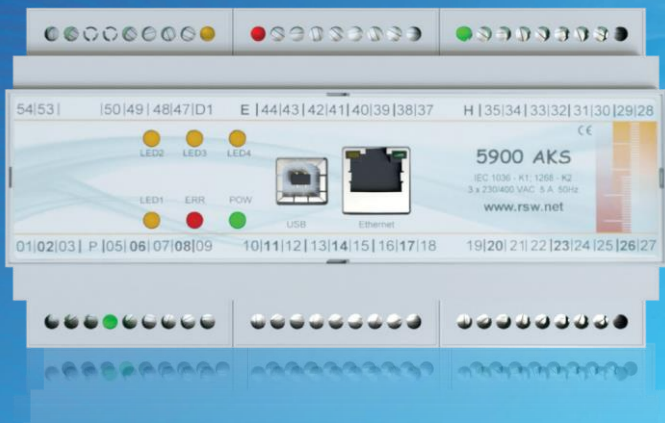 54|53| |50|49| 48|47|D1 E |44|43| 42|41| 40|39|38|37 H |35|34| 33|32| 31|30 |29|28
CE
LED2 LED3 LED4
5900 AKS
IEC 1036 - K1; 1268 - K2
3 x 230/400 VAC 5 A 50Hz
www.rsw.net
LED1 ERR POW
USB Ethernet
01|02|03| P |05| 06| 07|08|09 10|11|12| 13|14|15| 16|17|18 19|20| 21| 22 |23|24 |25 |26|27